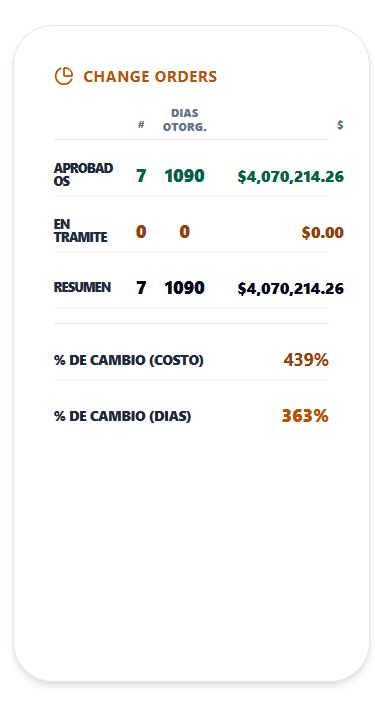 CHANGE ORDERS
# DIAS OTORG. $
APROBADOS 7 1090 $4,070,214.26
EN TRAMITE 0 0 $0.00
RESUMEN 7 1090 $4,070,214.26
% DE CAMBIO (COSTO) 439%
% DE CAMBIO (DIAS) 363%